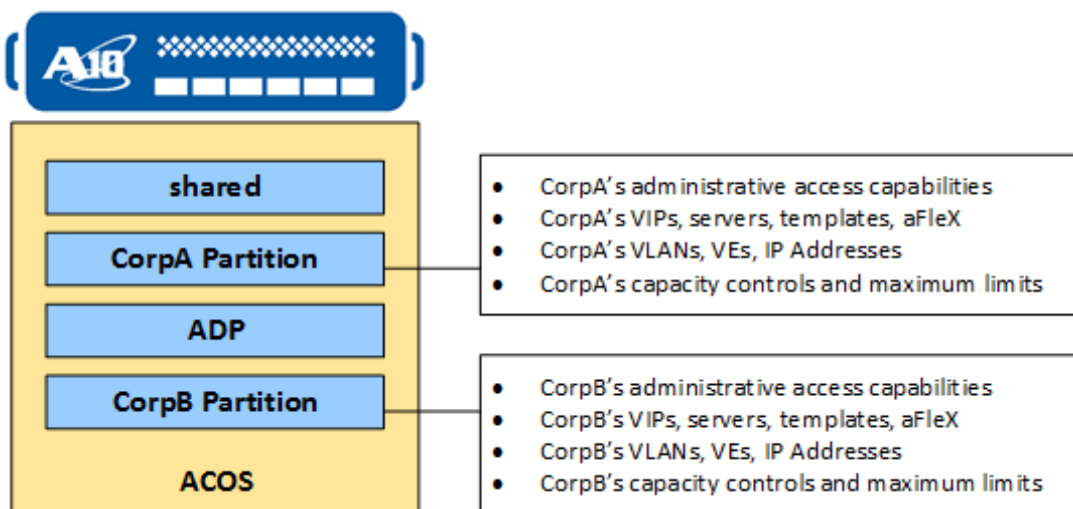 A10
shared
CorpA Partition
ADP
CorpB Partition
ACOS
• CorpA's administrative access capabilities
• CorpA's VIPs, servers, templates, aFleX
• CorpA's VLANs, VEs, IP Addresses
• CorpA's capacity controls and maximum limits
• CorpB's administrative access capabilities
• CorpB's VIPs, servers, templates, aFleX
• CorpB's VLANs, VEs, IP Addresses
• CorpB's capacity controls and maximum limits